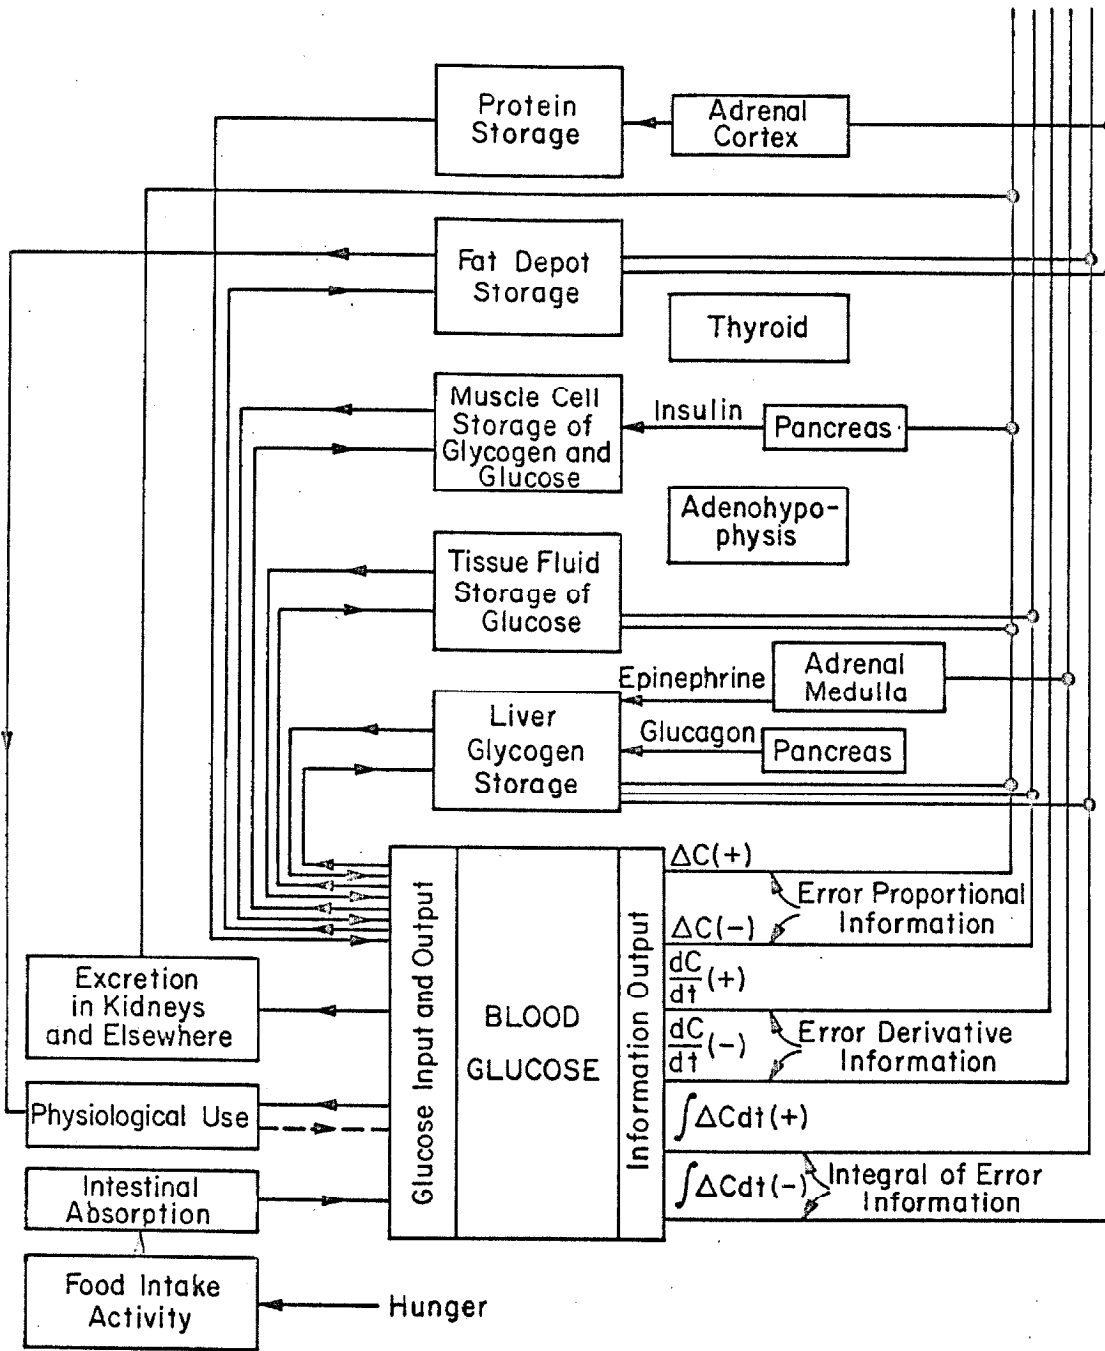 Protein
Storage
Adrenal
Cortex
Fat Depot
Storage
Thyroid
Muscle Cell
Storage of
Glycogen and
Glucose
Insulin
Pancreas
Adenohypo-
physis
Tissue Fluid
Storage of
Glucose
Epinephrine
Adrenal
Medulla
Liver
Glycogen
Storage
Glucagon
Pancreas
Glucose Input and Output
BLOOD
GLUCOSE
Information Output
ΔC(+)
Error Proportional
Information
ΔC(-)
dC
dt
(+)
dC
dt
(-)
Error Derivative
Information
∫ΔCdt(+)
∫ΔCdt(-)
Integral of Error
Information
Excretion
in Kidneys
and Elsewhere
Physiological Use
Intestinal
Absorption
Food Intake
Activity
Hunger